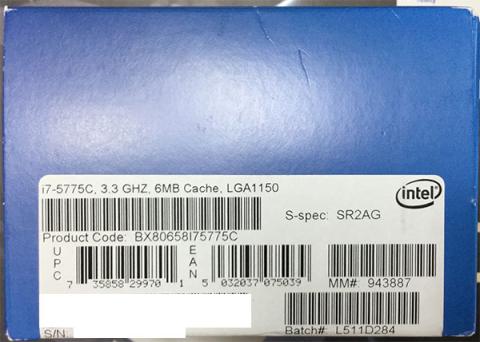 i7-5775C, 3.3 GHZ, 6MB Cache, LGA1150
intel
S-spec: SR2AG
Product Code: BX80658I75775C
UPC
EAN
7 35858 29970 1 5 032037 075039
MM#: 943887
S/N:
Batch#: L511D284